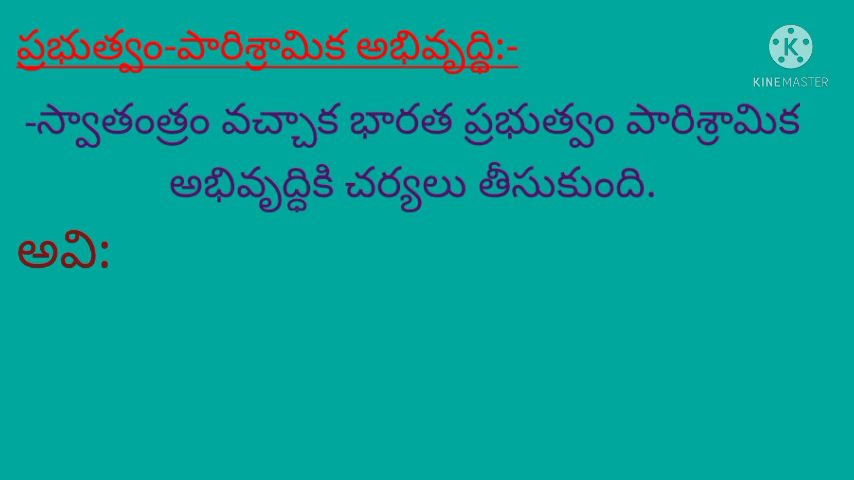 ప్రభుత్వం-పారిశ్రామిక అభివృద్ధి:-
KINEMASTER
-స్వాతంత్రం వచ్చాక భారత ప్రభుత్వం పారిశ్రామిక
అభివృద్ధికి చర్యలు తీసుకుంది.
అవి: